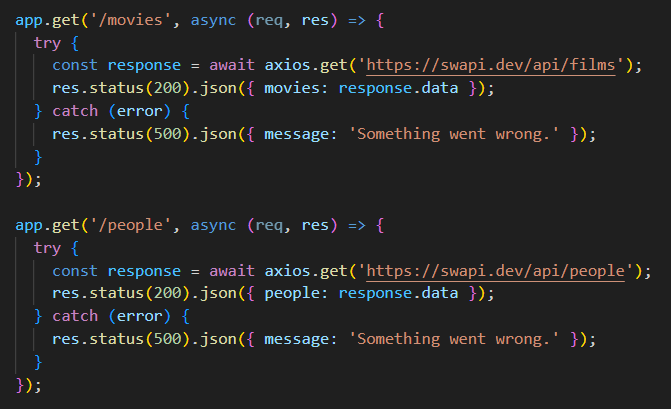 app.get('/movies', async (req, res) => {
  try {
    const response = await axios.get('https://swapi.dev/api/films');
    res.status(200).json({ movies: response.data });
  } catch (error) {
    res.status(500).json({ message: 'Something went wrong.' });
  }
});

app.get('/people', async (req, res) => {
  try {
    const response = await axios.get('https://swapi.dev/api/people');
    res.status(200).json({ people: response.data });
  } catch (error) {
    res.status(500).json({ message: 'Something went wrong.' });
  }
});